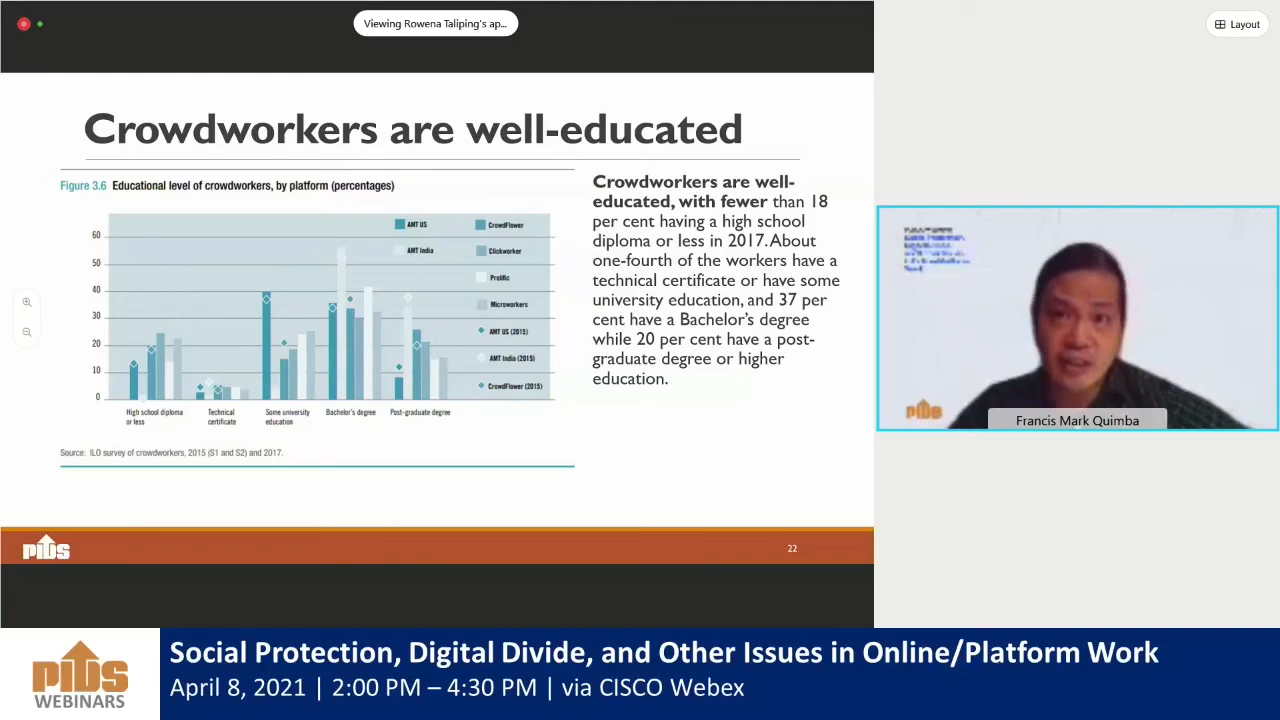 Viewing Rowena Taliping's ap...
Layout
Crowdworkers are well-educated
Figure 3.6 Educational level of crowdworkers, by platform (percentages)
60
50
40
30
20
10
0
AMT US
CrowdFlower
AMT India
Clickworker
Prolific
Microworkers
AMT US (2015)
AMT India (2015)
CrowdFlower (2015)
High school diploma
or less
Technical
certificate
Some university
education
Bachelor's degree
Post-graduate degree
Source: ILO survey of crowdworkers, 2015 (S1 and S2) and 2017.
Crowdworkers are well-
educated, with fewer than 18
per cent having a high school
diploma or less in 2017. About
one-fourth of the workers have a
technical certificate or have some
university education, and 37 per
cent have a Bachelor's degree
while 20 per cent have a post-
graduate degree or higher
education.
PIDS
22
PIDS
Francis Mark Quimba
PIDS
WEBINARS
Social Protection, Digital Divide, and Other Issues in Online/Platform Work
April 8, 2021 | 2:00 PM – 4:30 PM | via CISCO Webex